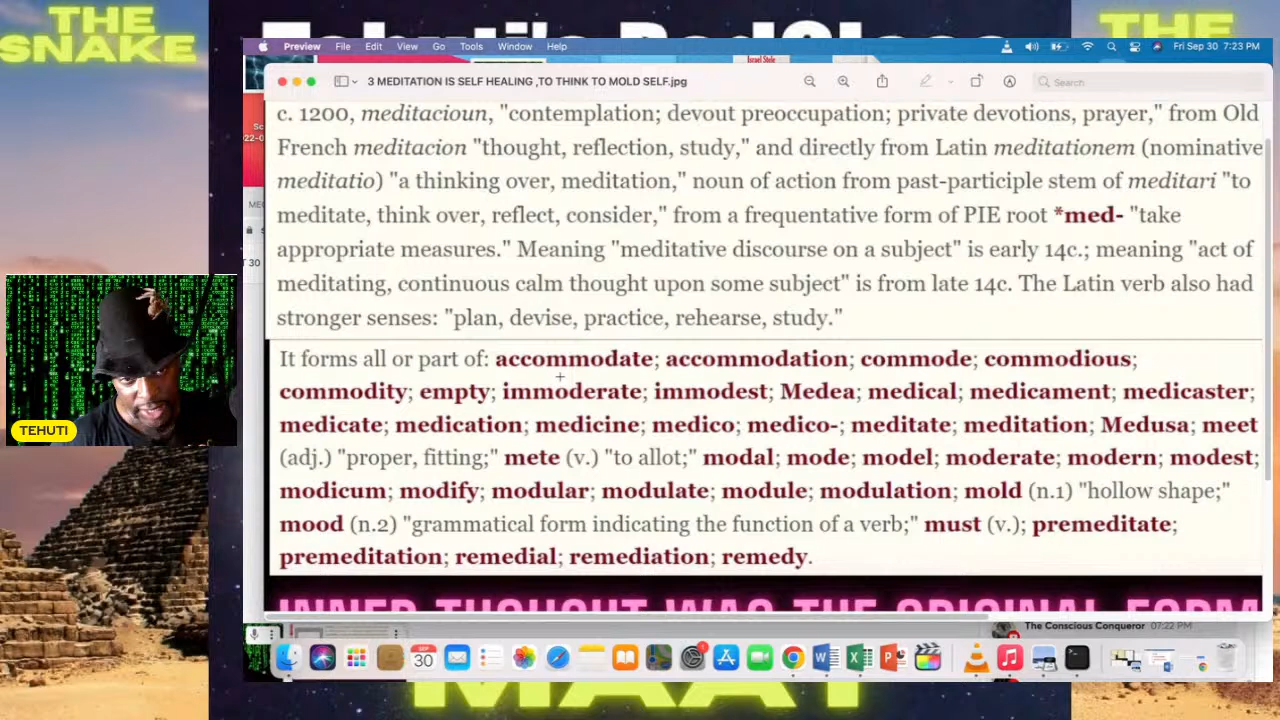 THE
SNAKE
THE
Preview File Edit View Go Tools Window Help
Fri Sep 30 7:23 PM
3 MEDITATION IS SELF HEALING ,TO THINK TO MOLD SELF.jpg
Search
c. 1200, meditacioun, "contemplation; devout preoccupation; private devotions, prayer," from Old
French meditacion "thought, reflection, study," and directly from Latin meditationem (nominative
meditatio) "a thinking over, meditation," noun of action from past-participle stem of meditari "to
meditate, think over, reflect, consider," from a frequentative form of PIE root *med- "take
appropriate measures." Meaning "meditative discourse on a subject" is early 14c.; meaning "act of
meditating, continuous calm thought upon some subject" is from late 14c. The Latin verb also had
stronger senses: "plan, devise, practice, rehearse, study."
It forms all or part of: accommodate; accommodation; commode; commodious;
commodity; empty; immoderate; immodest; Medea; medical; medicament; medicaster;
medicate; medication; medicine; medico; medico-; meditate; meditation; Medusa; meet
(adj.) "proper, fitting;" mete (v.) "to allot;" modal; mode; model; moderate; modern; modest;
modicum; modify; modular; modulate; module; modulation; mold (n.1) "hollow shape;"
mood (n.2) "grammatical form indicating the function of a verb;" must (v.); premeditate;
premeditation; remedial; remediation; remedy.
INNER THOUGHT WAS THE ORIGINAL FORM
The Conscious Conqueror 07:22 PM
TEHUTI
SEP
30
MAAT